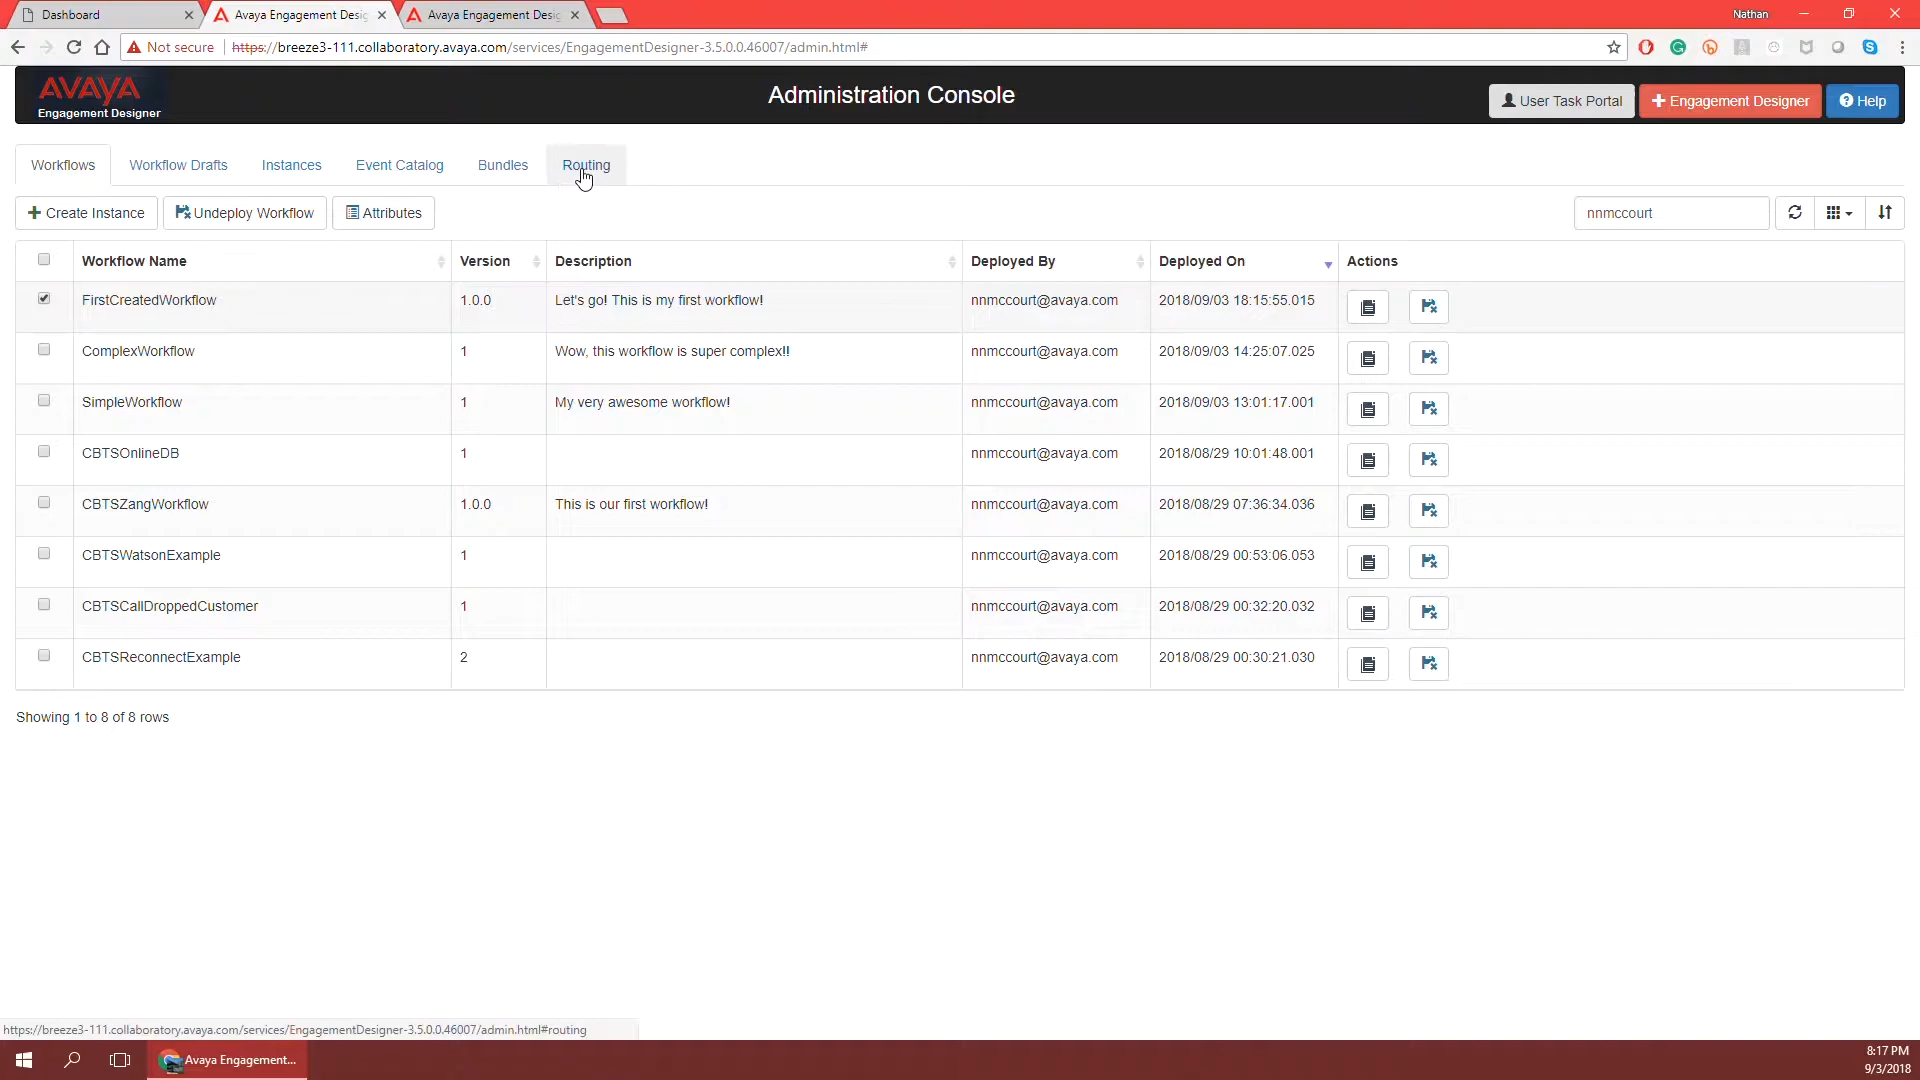 Dashboard
Avaya Engagement Desig
Avaya Engagement Desig
Nathan
Not secure
https://breeze3-111.collaboratory.avaya.com/services/EngagementDesigner-3.5.0.0.46007/admin.html#
AVAYA
Engagement Designer
Administration Console
User Task Portal
Engagement Designer
Help
Workflows
Workflow Drafts
Instances
Event Catalog
Bundles
Routing
Create Instance
Undeploy Workflow
Attributes
nnmccourt
Workflow Name Version Description Deployed By Deployed On Actions
FirstCreatedWorkflow 1.0.0 Let's go! This is my first workflow! nnmccourt@avaya.com 2018/09/03 18:15:55.015
ComplexWorkflow 1 Wow, this workflow is super complex!! nnmccourt@avaya.com 2018/09/03 14:25:07.025
SimpleWorkflow 1 My very awesome workflow! nnmccourt@avaya.com 2018/09/03 13:01:17.001
CBTSOnlineDB 1 nnmccourt@avaya.com 2018/08/29 10:01:48.001
CBTSZangWorkflow 1.0.0 This is our first workflow! nnmccourt@avaya.com 2018/08/29 07:36:34.036
CBTSWatsonExample 1 nnmccourt@avaya.com 2018/08/29 00:53:06.053
CBTSCallDroppedCustomer 1 nnmccourt@avaya.com 2018/08/29 00:32:20.032
CBTSReconnectExample 2 nnmccourt@avaya.com 2018/08/29 00:30:21.030
Showing 1 to 8 of 8 rows
https://breeze3-111.collaboratory.avaya.com/services/EngagementDesigner-3.5.0.0.46007/admin.html#routing
Avaya Engagement...
8:17 PM
9/3/2018